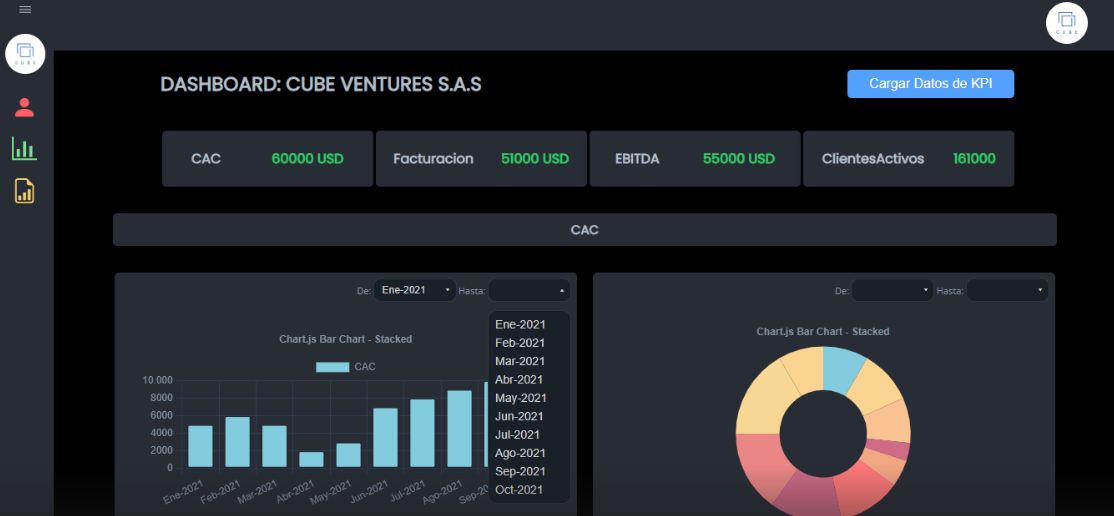 CUBE
CUBE
DASHBOARD: CUBE VENTURES S.A.S
Cargar Datos de KPI
CAC 60000 USD
Facturacion 51000 USD
EBITDA 55000 USD
ClientesActivos 161000
CAC
De: Ene-2021 Hasta:
Chart.js Bar Chart - Stacked
CAC
10.000
8000
6000
4000
2000
0
Ene-2021
Feb-2021
Mar-2021
Abr-2021
May-2021
Jun-2021
Jul-2021
Ago-2021
Ene-2021
Feb-2021
Mar-2021
Abr-2021
May-2021
Jun-2021
Jul-2021
Ago-2021
Sep-2021
Oct-2021
De: Hasta:
Chart.js Bar Chart - Stacked